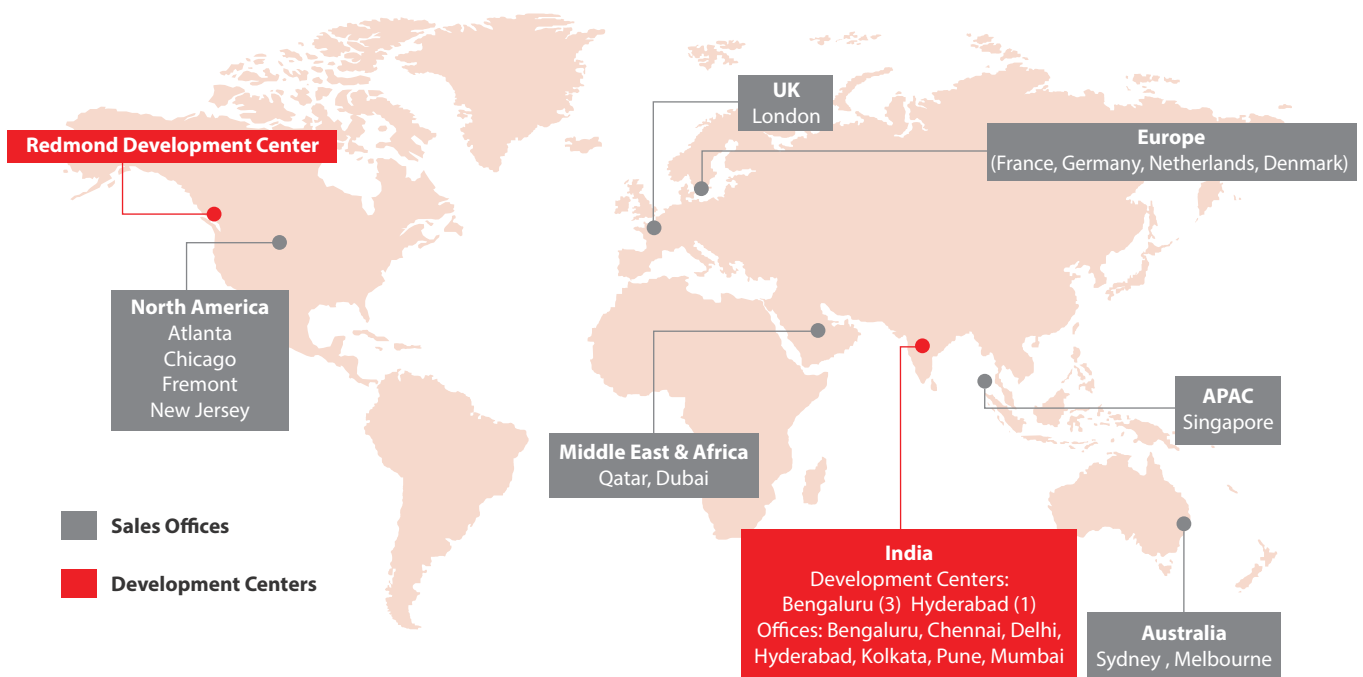 UK
London
Redmond Development Center
Europe
(France, Germany, Netherlands, Denmark)
North America
Atlanta
Chicago
Fremont
New Jersey
APAC
Singapore
Middle East & Africa
Qatar, Dubai
Sales Offices
Development Centers
India
Development Centers:
Bengaluru (3)  Hyderabad (1)
Offices: Bengaluru, Chennai, Delhi,
Hyderabad, Kolkata, Pune, Mumbai
Australia
Sydney , Melbourne